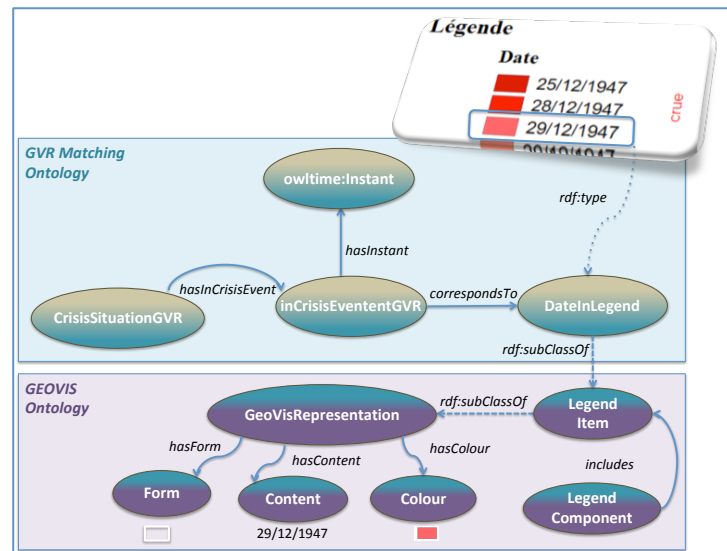 Légende
Date
25/12/1947
28/12/1947
29/12/1947
crue
GVR Matching
Ontology
owltime:Instant
rdf:type
hasInstant
hasInCrisisEvent
correspondsTo
CrisisSituationGVR
inCrisisEvententGVR
DateInLegend
rdf:subClassOf
GEOVIS
Ontology
GeoVisRepresentation
rdf:subClassOf
Legend
Item
hasForm
hasContent
hasColour
includes
Form
Content
Colour
Legend
Component
29/12/1947